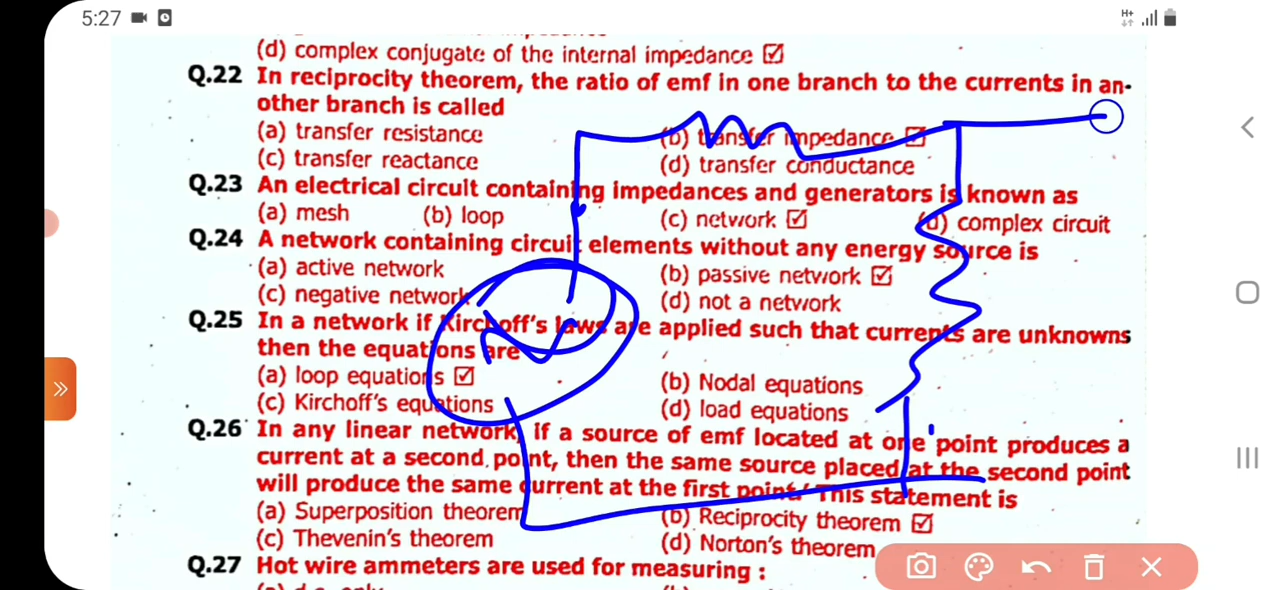 5:27
H+
(d) complex conjugate of the internal impedance ☑
Q.22 In reciprocity theorem, the ratio of emf in one branch to the currents in an-
other branch is called
(a) transfer resistance (b) transfer impedance ☑
(c) transfer reactance (d) transfer conductance
Q.23 An electrical circuit containing impedances and generators is known as
(a) mesh (b) loop (c) network ☑ (d) complex circuit
Q.24 A network containing circuit elements without any energy source is
(a) active network (b) passive network ☑
(c) negative network (d) not a network
Q.25 In a network if Kirchoff's laws are applied such that currents are unknowns
then the equations are
(a) loop equations ☑ (b) Nodal equations
(c) Kirchoff's equations (d) load equations
Q.26 In any linear network, if a source of emf located at one point produces a
current at a second point, then the same source placed at the second point
will produce the same current at the first point. This statement is
(a) Superposition theorem (b) Reciprocity theorem ☑
(c) Thevenin's theorem (d) Norton's theorem
Q.27 Hot wire ammeters are used for measuring :